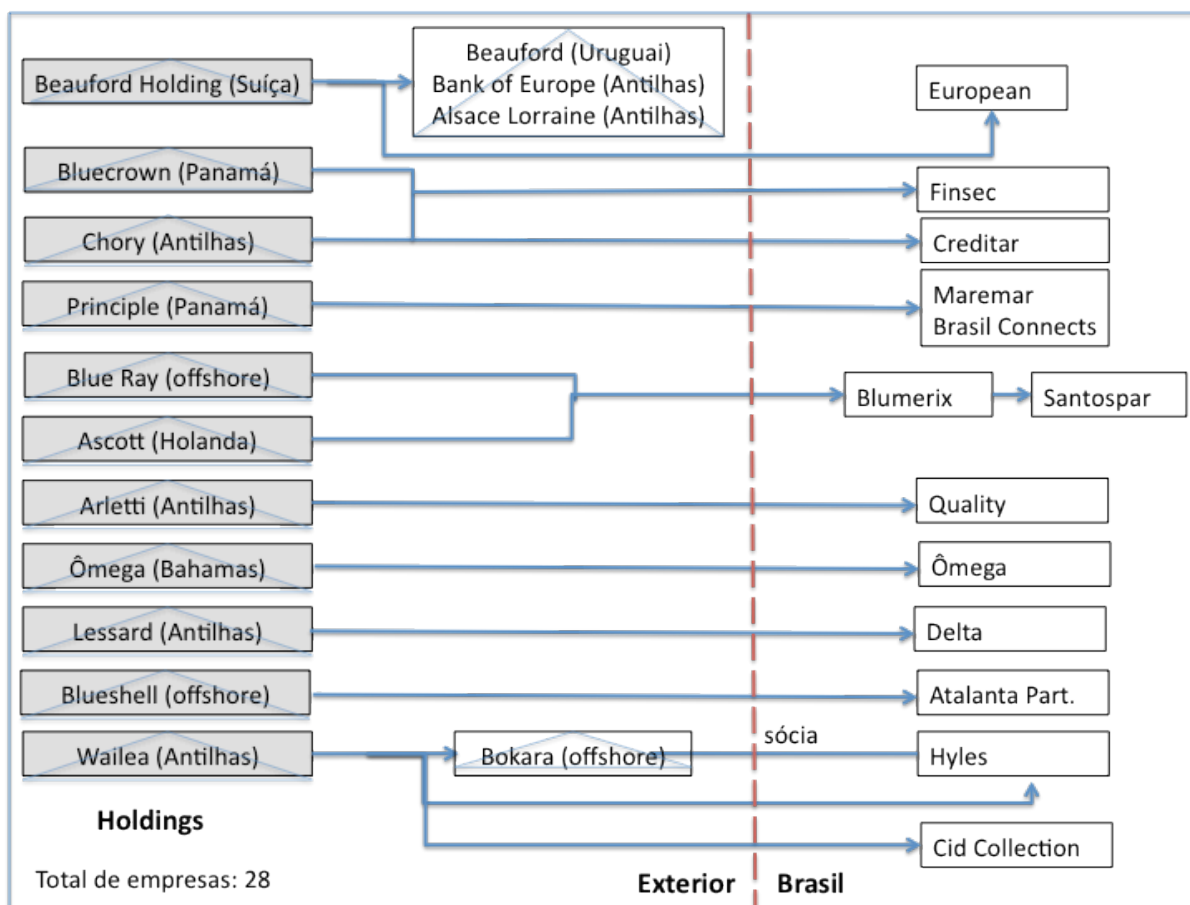 Beauford Holding (Suíça)
Beauford (Uruguai)
Bank of Europe (Antilhas)
Alsace Lorraine (Antilhas)
European
Bluecrown (Panamá)
Finsec
Chory (Antilhas)
Creditar
Principle (Panamá)
Maremar
Brasil Connects
Blue Ray (offshore)
Blumerix
Santospar
Ascott (Holanda)
Arletti (Antilhas)
Quality
Ômega (Bahamas)
Ômega
Lessard (Antilhas)
Delta
Blueshell (offshore)
Atalanta Part.
Wailea (Antilhas)
Bokara (offshore)
sócia
Hyles
Cid Collection
Holdings
Total de empresas: 28
Exterior
Brasil